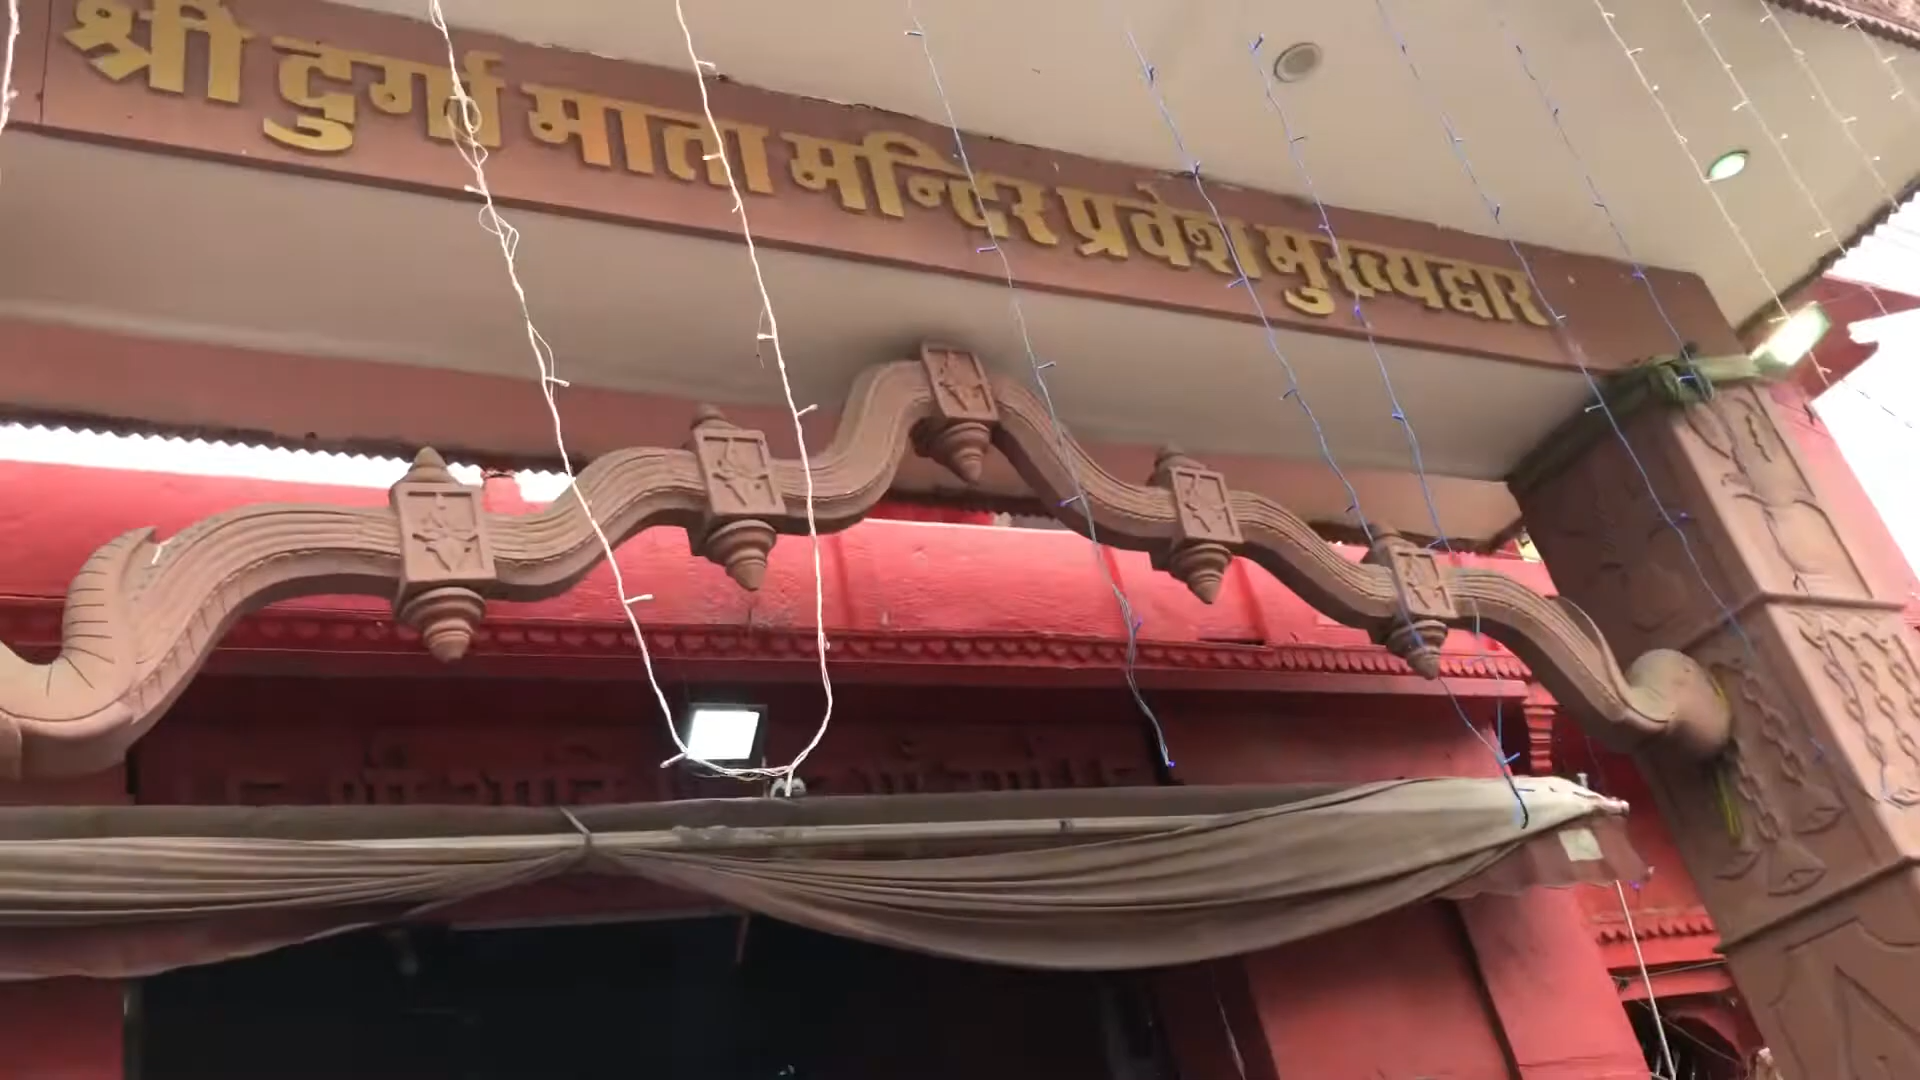 श्री दुर्गा माता मन्दिर प्रवेश मुख्यद्वार